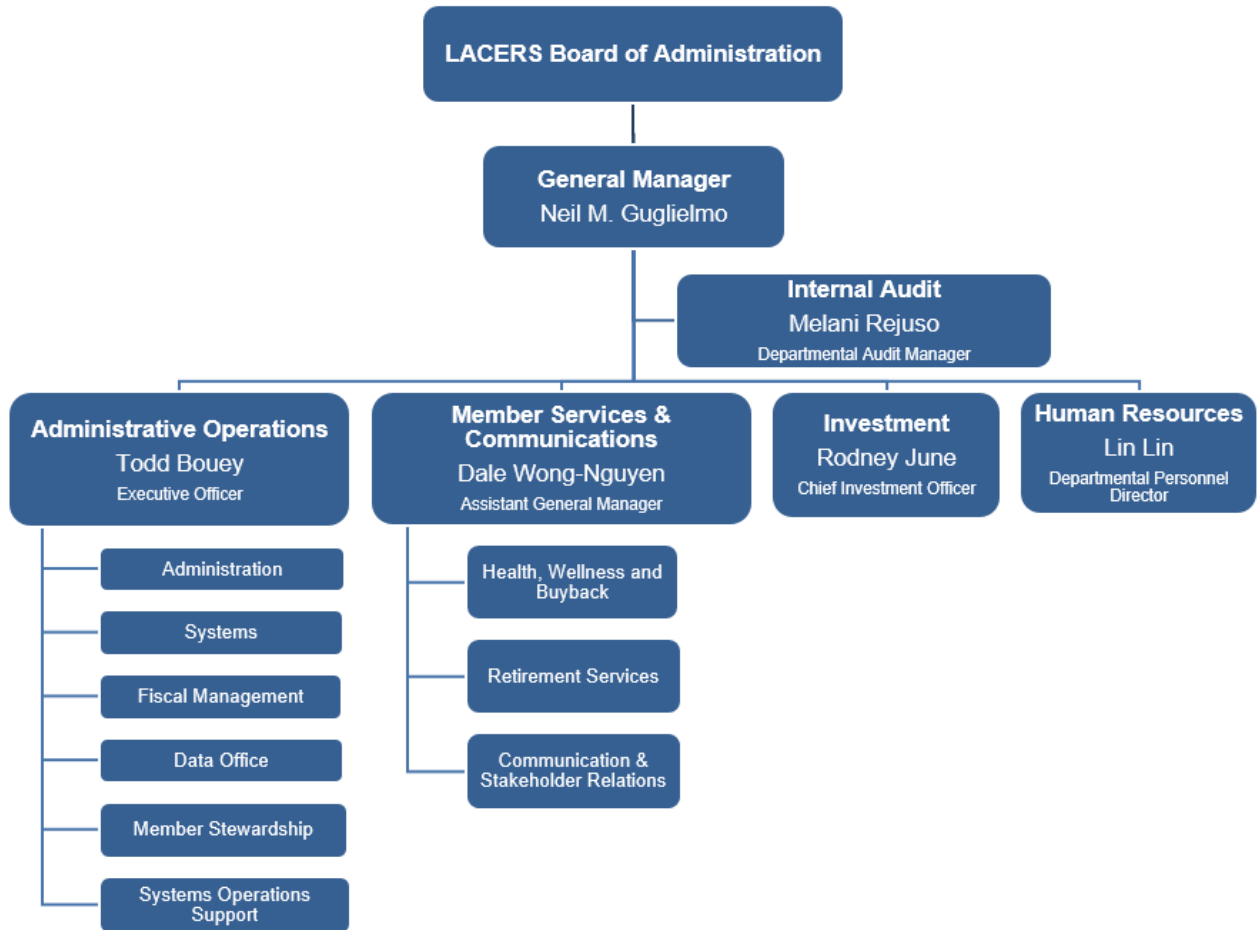 LACERS Board of Administration
General Manager
Neil M. Guglielmo
Internal Audit
Melani Rejuso
Departmental Audit Manager
Administrative Operations
Todd Bouey
Executive Officer
Member Services &
Communications
Dale Wong-Nguyen
Assistant General Manager
Investment
Rodney June
Chief Investment Officer
Human Resources
Lin Lin
Departmental Personnel
Director
Administration
Systems
Fiscal Management
Data Office
Member Stewardship
Systems Operations
Support
Health, Wellness and
Buyback
Retirement Services
Communication &
Stakeholder Relations